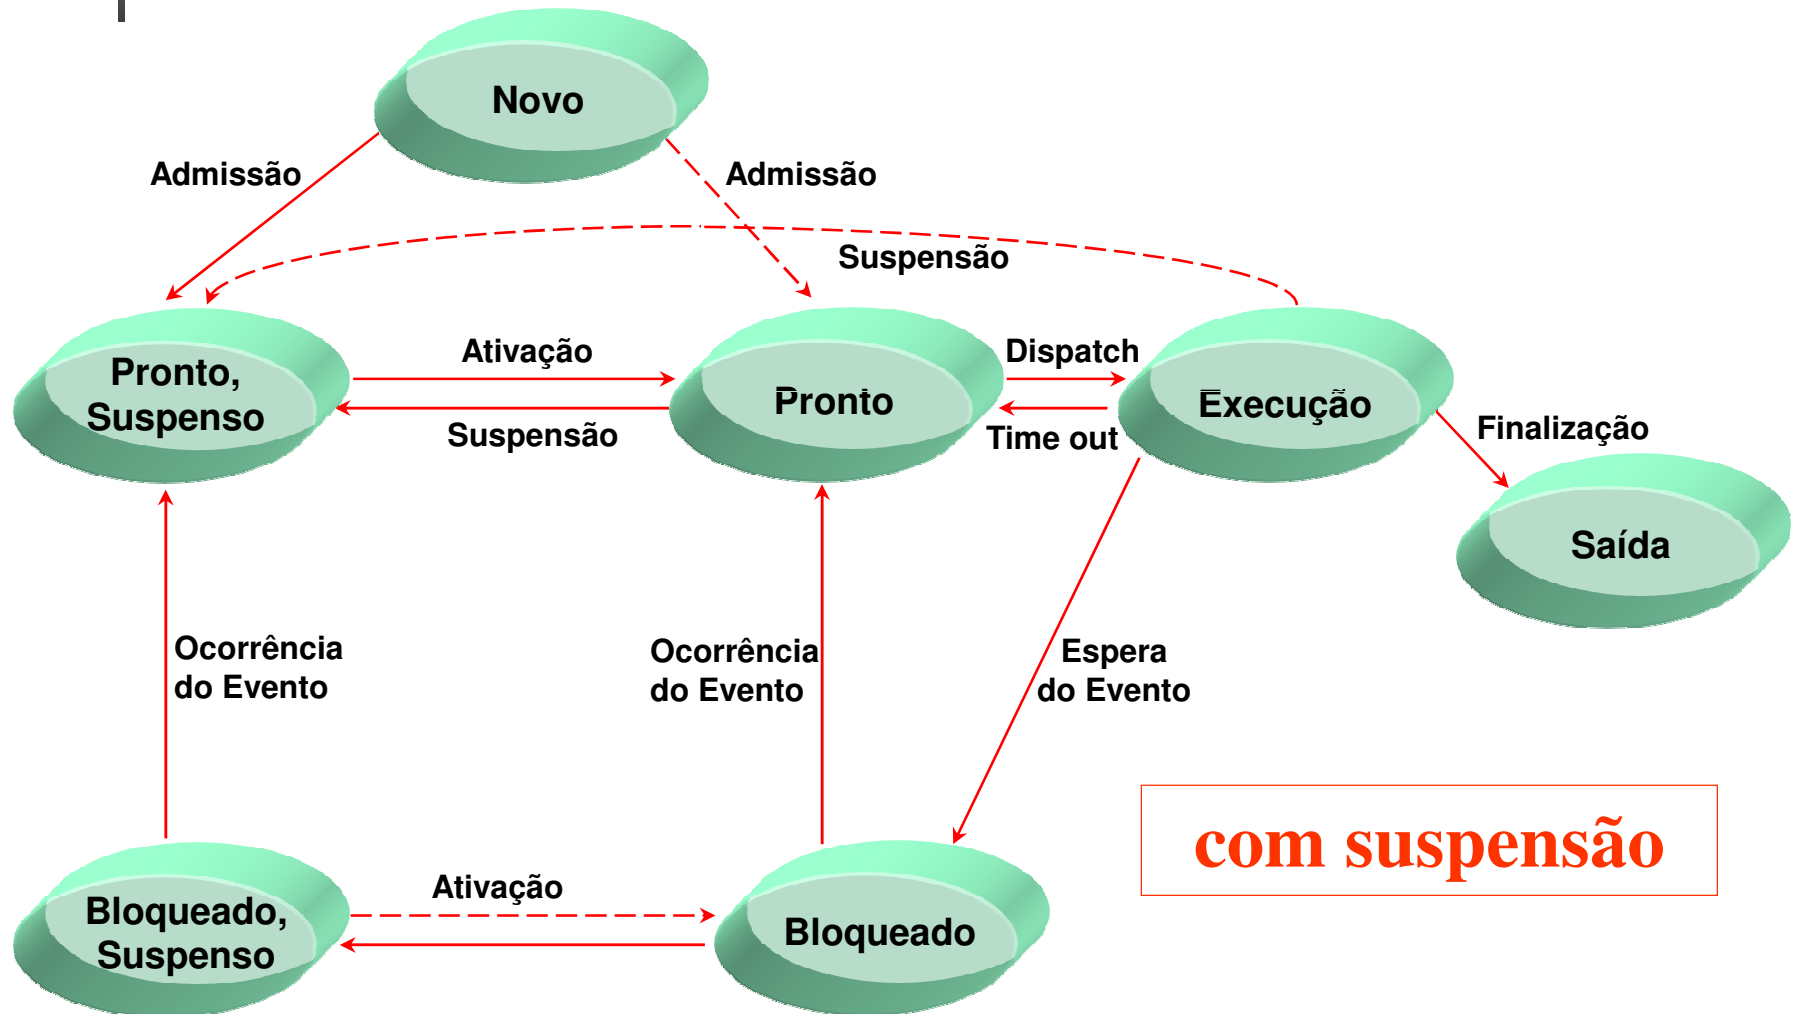 Novo
Admissão
Admissão
Suspensão
Pronto,
Suspenso
Ativação
Suspensão
Pronto
Dispatch
Time out
Execução
Finalização
Saída
Ocorrência
do Evento
Ocorrência
do Evento
Espera
do Evento
com suspensão
Bloqueado,
Suspenso
Ativação
Bloqueado